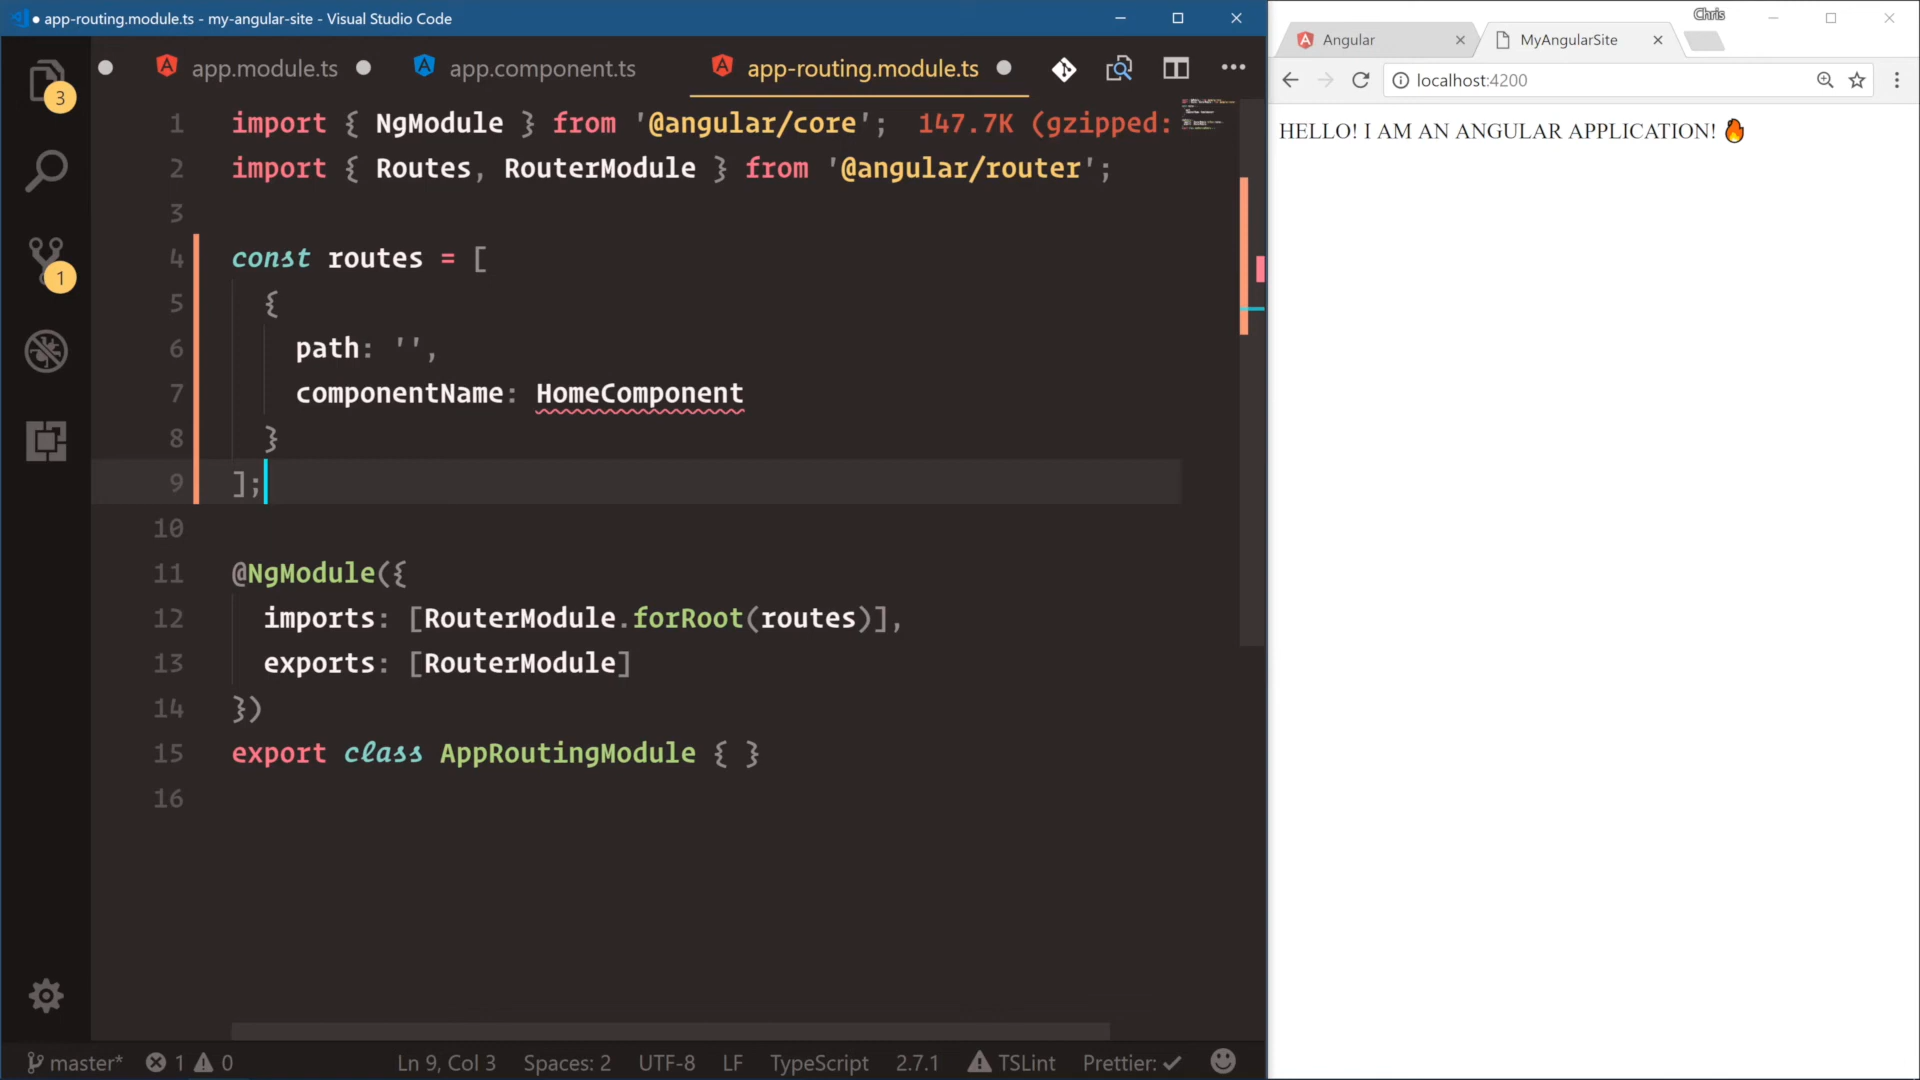 ● app-routing.module.ts - my-angular-site - Visual Studio Code
app.module.ts
app.component.ts
app-routing.module.ts
3
1
1 import { NgModule } from '@angular/core'; 147.7K (gzipped:
2 import { Routes, RouterModule } from '@angular/router';
3
4 const routes = [
5 {
6 path: '',
7 componentName: HomeComponent
8 }
9 ];
10
11 @NgModule({
12 imports: [RouterModule.forRoot(routes)],
13 exports: [RouterModule]
14 })
15 export class AppRoutingModule { }
16
master* 1 0 Ln 9, Col 3 Spaces: 2 UTF-8 LF TypeScript 2.7.1 TSLint Prettier: ✓
Chris
Angular
MyAngularSite
localhost:4200
HELLO! I AM AN ANGULAR APPLICATION! 🔥